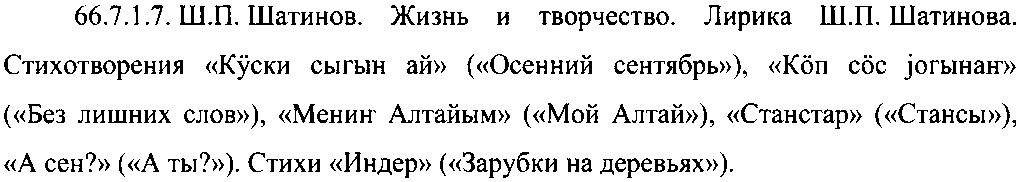 66.7.1.7. Ш.П. Шатинов. Жизнь и творчество. Лирика Ш.П. Шатинова.
Стихотворения «Кӱски сыгын ай» («Осенний сентябрь»), «Кӧп сӧс јогынаҥ»
(«Без лишних слов»), «Мениҥ Алтайым» («Мой Алтай»), «Станстар» («Стансы»),
«А сен?» («А ты?»). Стихи «Индер» («Зарубки на деревьях»).